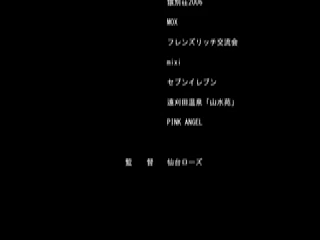 MOX
フレンズリッチ交流会
mixi
セブンイレブン
遠刈田温泉「山水苑」
PINK ANGEL
監　督　仙台ローズ